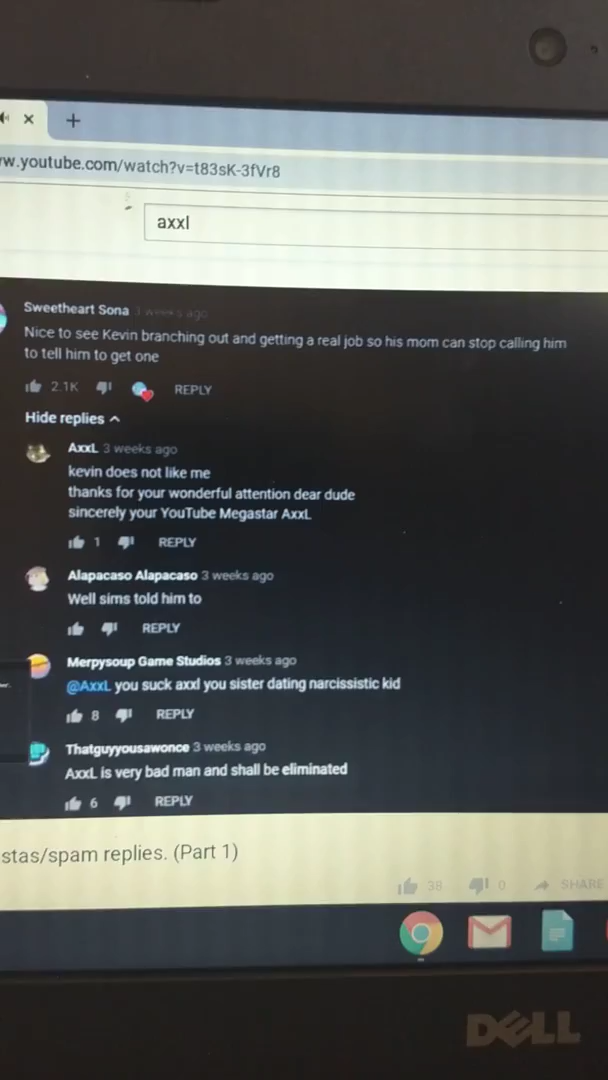 w.youtube.com/watch?v=t83sK-3fVr8
axxl
Sweetheart Sona 3 weeks ago
Nice to see Kevin branching out and getting a real job so his mom can stop calling him
to tell him to get one
2.1K REPLY
Hide replies
AxxL 3 weeks ago
kevin does not like me
thanks for your wonderful attention dear dude
sincerely your YouTube Megastar AxxL
1 REPLY
Alapacaso Alapacaso 3 weeks ago
Well sims told him to
REPLY
Merpysoup Game Studios 3 weeks ago
@AxxL you suck axxl you sister dating narcissistic kid
8 REPLY
Thatguyyousawonce 3 weeks ago
AxxL is very bad man and shall be eliminated
6 REPLY
stas/spam replies. (Part 1)
38 0 SHARE
DELL